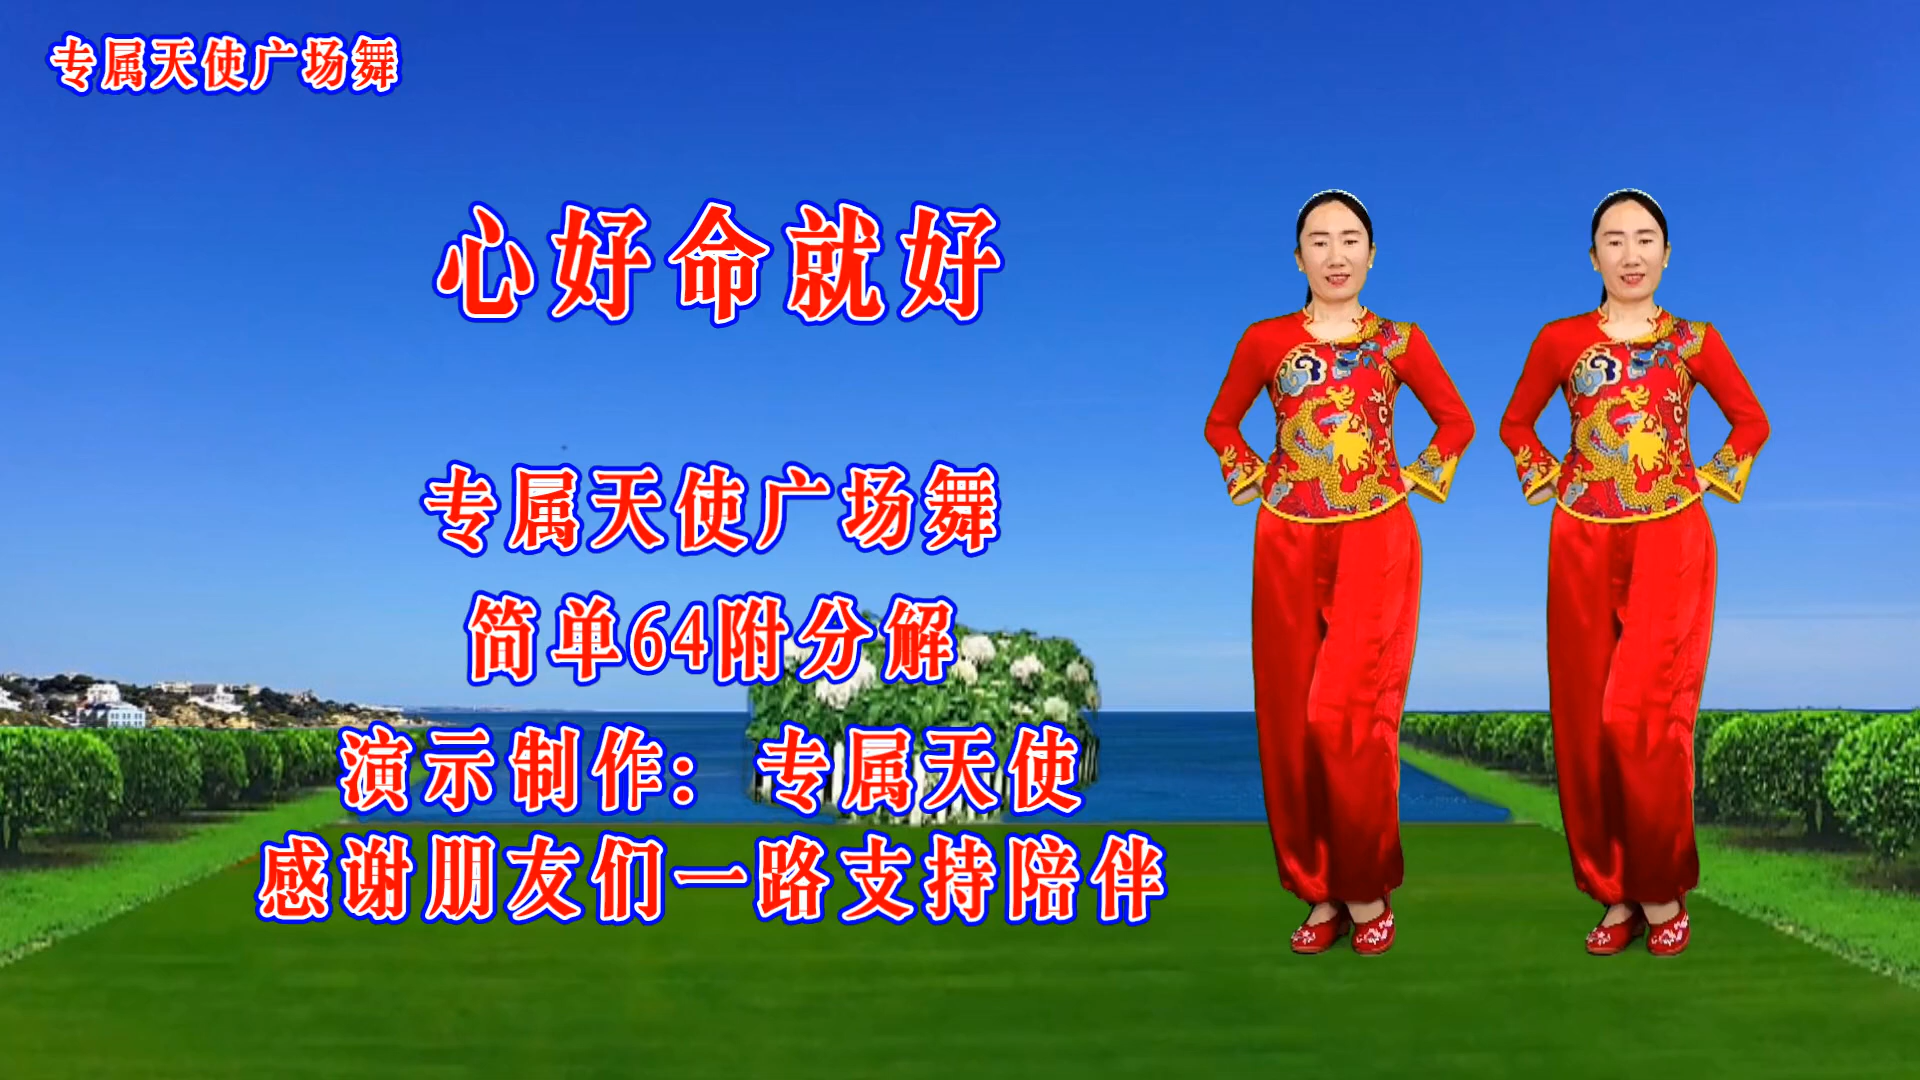 专属天使广场舞
心好命就好
专属天使广场舞
简单64附分解
演示制作：专属天使
感谢朋友们一路支持陪伴